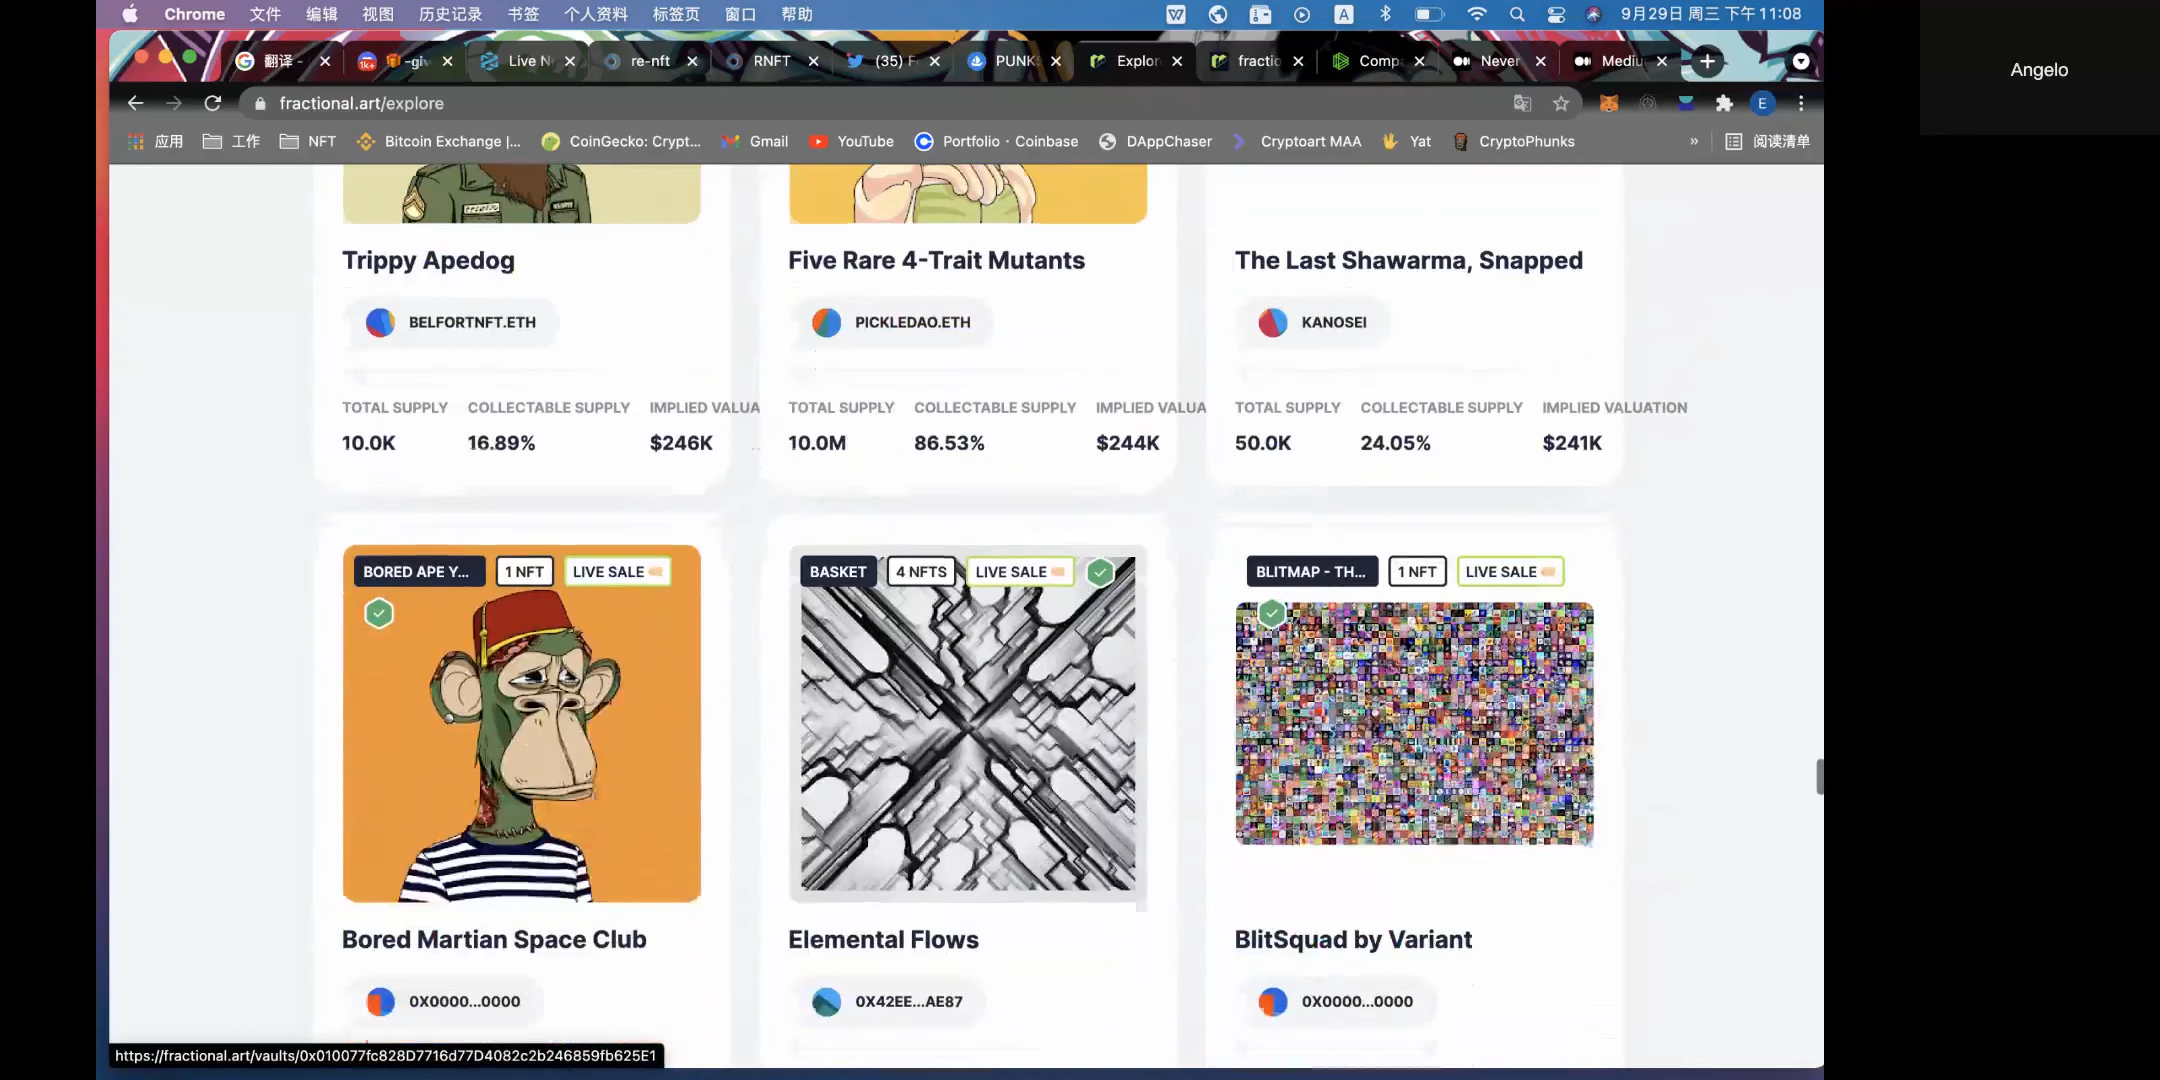 Chrome 文件 编辑 视图 历史记录 书签 个人资料 标签页 窗口 帮助 A 9月29日 周三 下午11:08
翻译 - 1k+ -giv Live N re-nft RNFT (35) F PUNK Explor fractio Comp Never Mediu
fractional.art/explore E
应用 工作 NFT Bitcoin Exchange |... CoinGecko: Crypt... Gmail YouTube Portfolio · Coinbase DAppChaser Cryptoart MAA Yat CryptoPhunks » 阅读清单
Angelo
Trippy Apedog Five Rare 4-Trait Mutants The Last Shawarma, Snapped
BELFORTNFT.ETH PICKLEDAO.ETH KANOSEI
TOTAL SUPPLY COLLECTABLE SUPPLY IMPLIED VALUA TOTAL SUPPLY COLLECTABLE SUPPLY IMPLIED VALUA TOTAL SUPPLY COLLECTABLE SUPPLY IMPLIED VALUATION
10.0K 16.89% $246K 10.0M 86.53% $244K 50.0K 24.05% $241K
BORED APE Y... 1 NFT LIVE SALE BASKET 4 NFTS LIVE SALE BLITMAP - TH... 1 NFT LIVE SALE
Bored Martian Space Club Elemental Flows BlitSquad by Variant
0X0000...0000 0X42EE...AE87 0X0000...0000
https://fractional.art/vaults/0x010077fc828D7716d77D4082c2b246859fb625E1